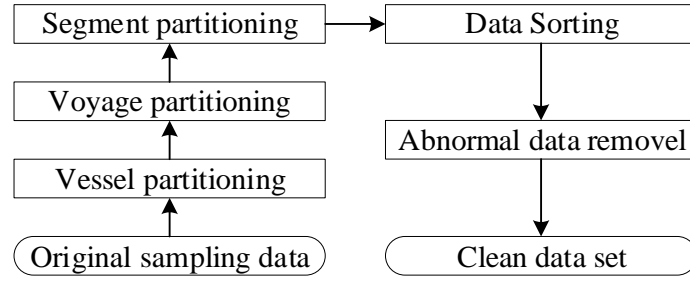 Segment partitioning
Data Sorting
Voyage partitioning
Abnormal data removel
Vessel partitioning
Original sampling data
Clean data set